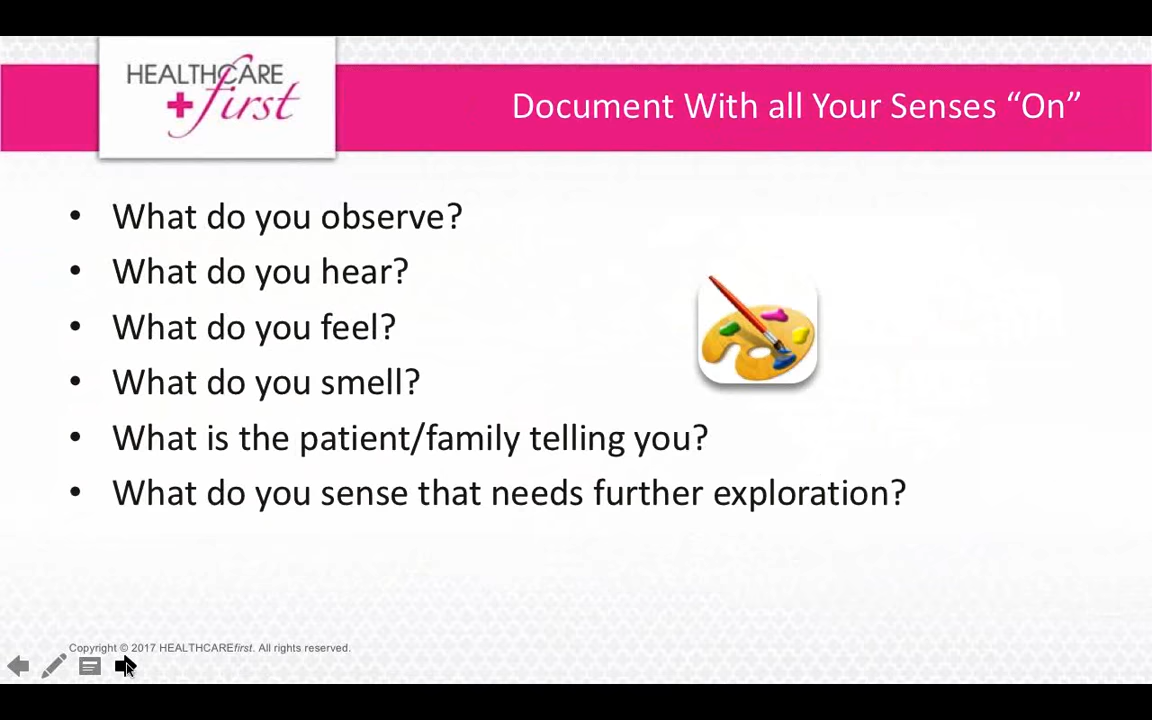 HEALTHCARE
first
Document With all Your Senses “On”
• What do you observe?
• What do you hear?
• What do you feel?
• What do you smell?
• What is the patient/family telling you?
• What do you sense that needs further exploration?
Copyright © 2017 HEALTHCAREfirst. All rights reserved.